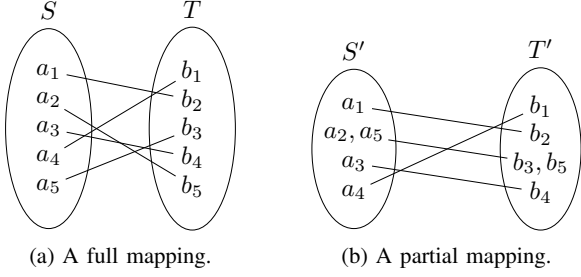 S T
a₁ b₁
a₂ b₂
a₃ b₃
a₄ b₄
a₅ b₅
(a) A full mapping.
S′ T′
a₁ b₁
a₂, a₅ b₂
a₃ b₃, b₅
a₄ b₄
(b) A partial mapping.